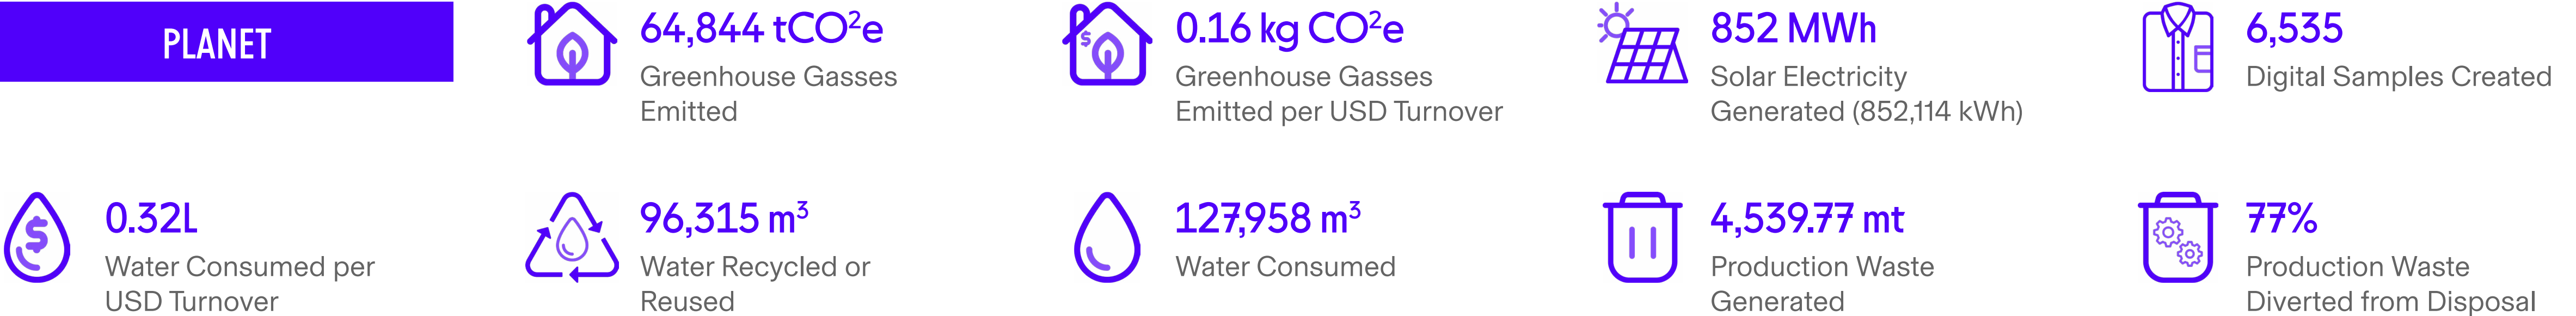 PLANET
64,844 tCO²e
Greenhouse Gasses
Emitted
0.16 kg CO²e
Greenhouse Gasses
Emitted per USD Turnover
852 MWh
Solar Electricity
Generated (852,114 kWh)
6,535
Digital Samples Created
0.32L
Water Consumed per
USD Turnover
96,315 m³
Water Recycled or
Reused
127,958 m³
Water Consumed
4,539.77 mt
Production Waste
Generated
77%
Production Waste
Diverted from Disposal